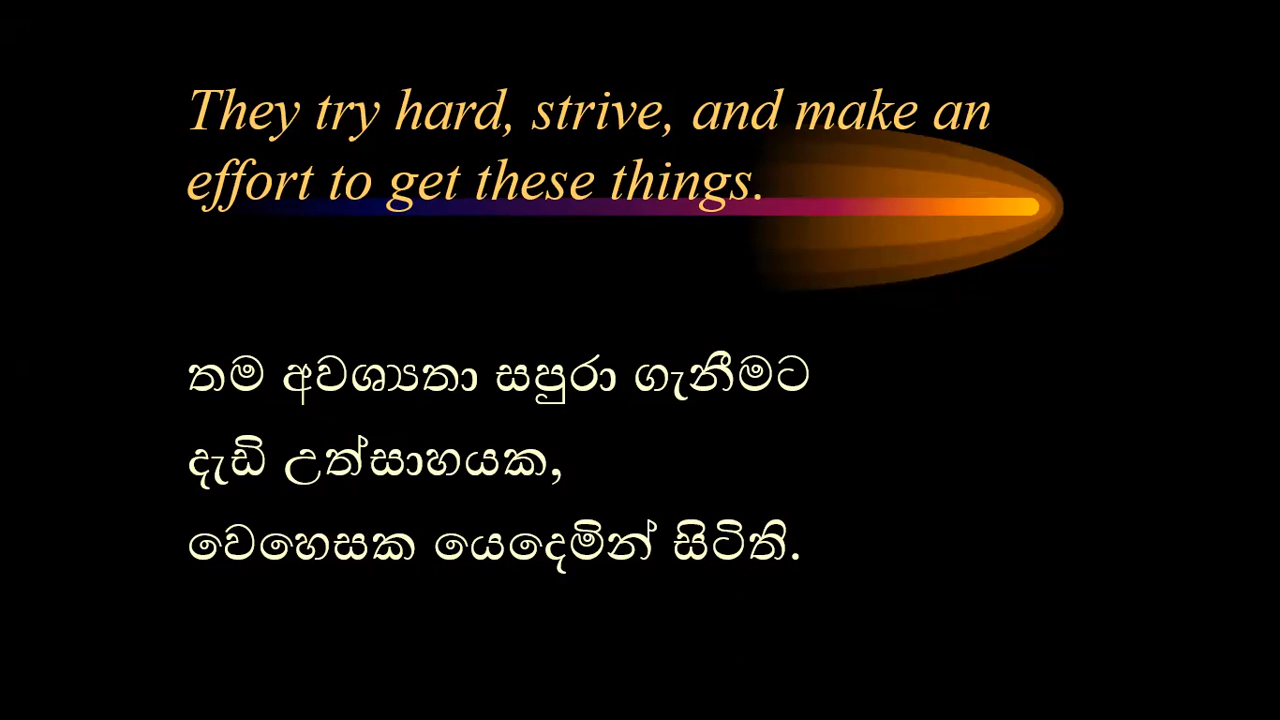 They try hard, strive, and make an
effort to get these things.
තම අවශ්‍යතා සපුරා ගැනීමට
දැඩි උත්සාහයක,
වෙහෙසක යෙදෙමින් සිටිති.